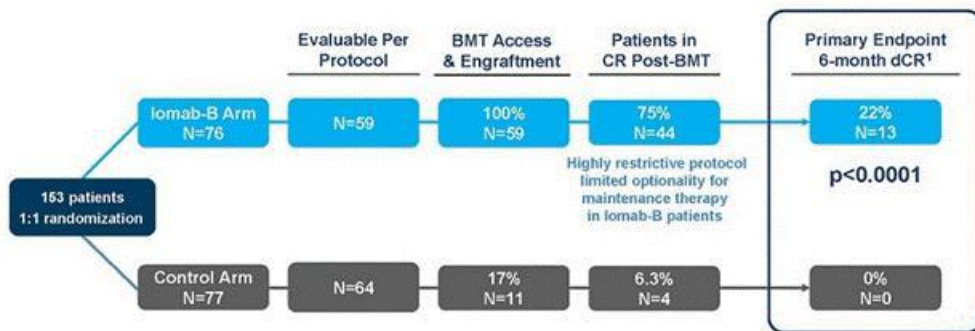 Evaluable Per
Protocol
BMT Access
& Engraftment
Patients in
CR Post-BMT
Primary Endpoint
6-month dCR¹
Iomab-B Arm
N=76
N=59
100%
N=59
75%
N=44
22%
N=13
Highly restrictive protocol
limited optionality for
maintenance therapy
in Iomab-B patients
p<0.0001
153 patients
1:1 randomization
Control Arm
N=77
N=64
17%
N=11
6.3%
N=4
0%
N=0